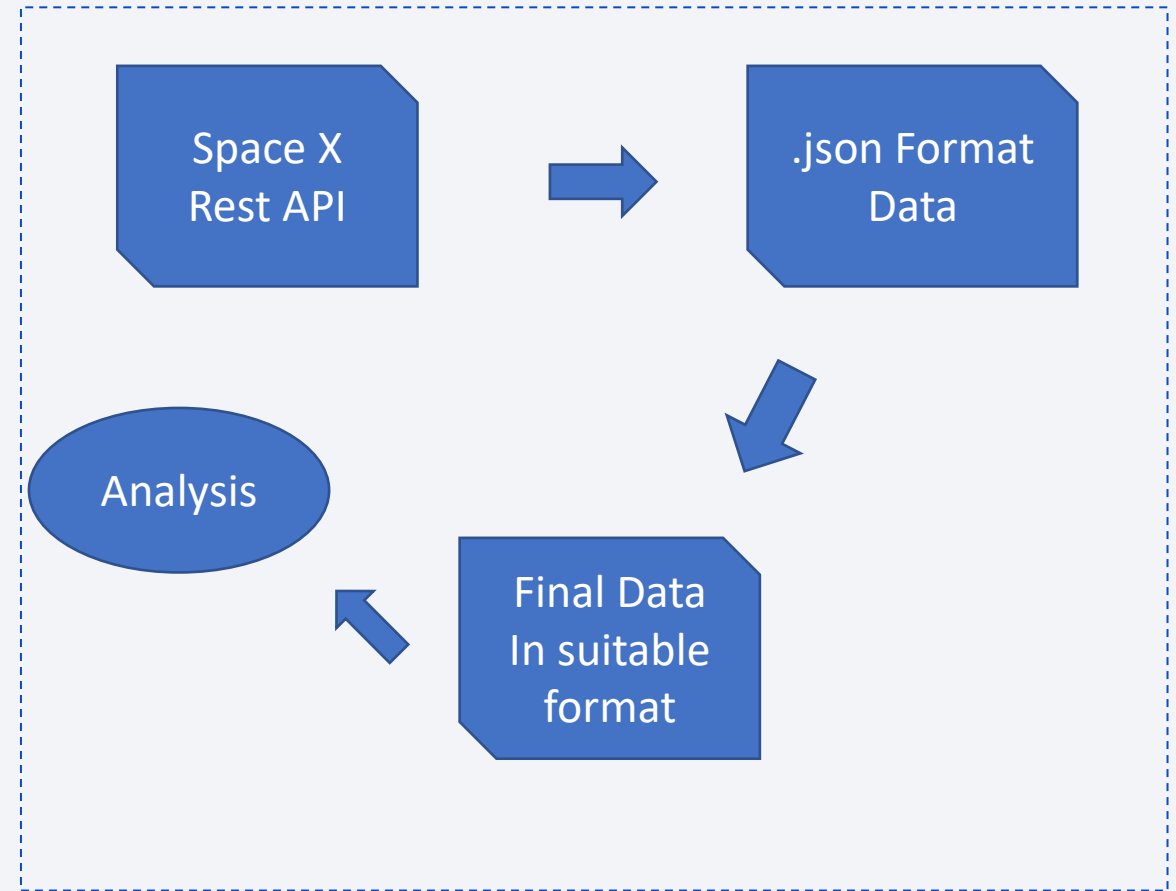 Space X
Rest API
.json Format
Data
Final Data
In suitable
format
Analysis